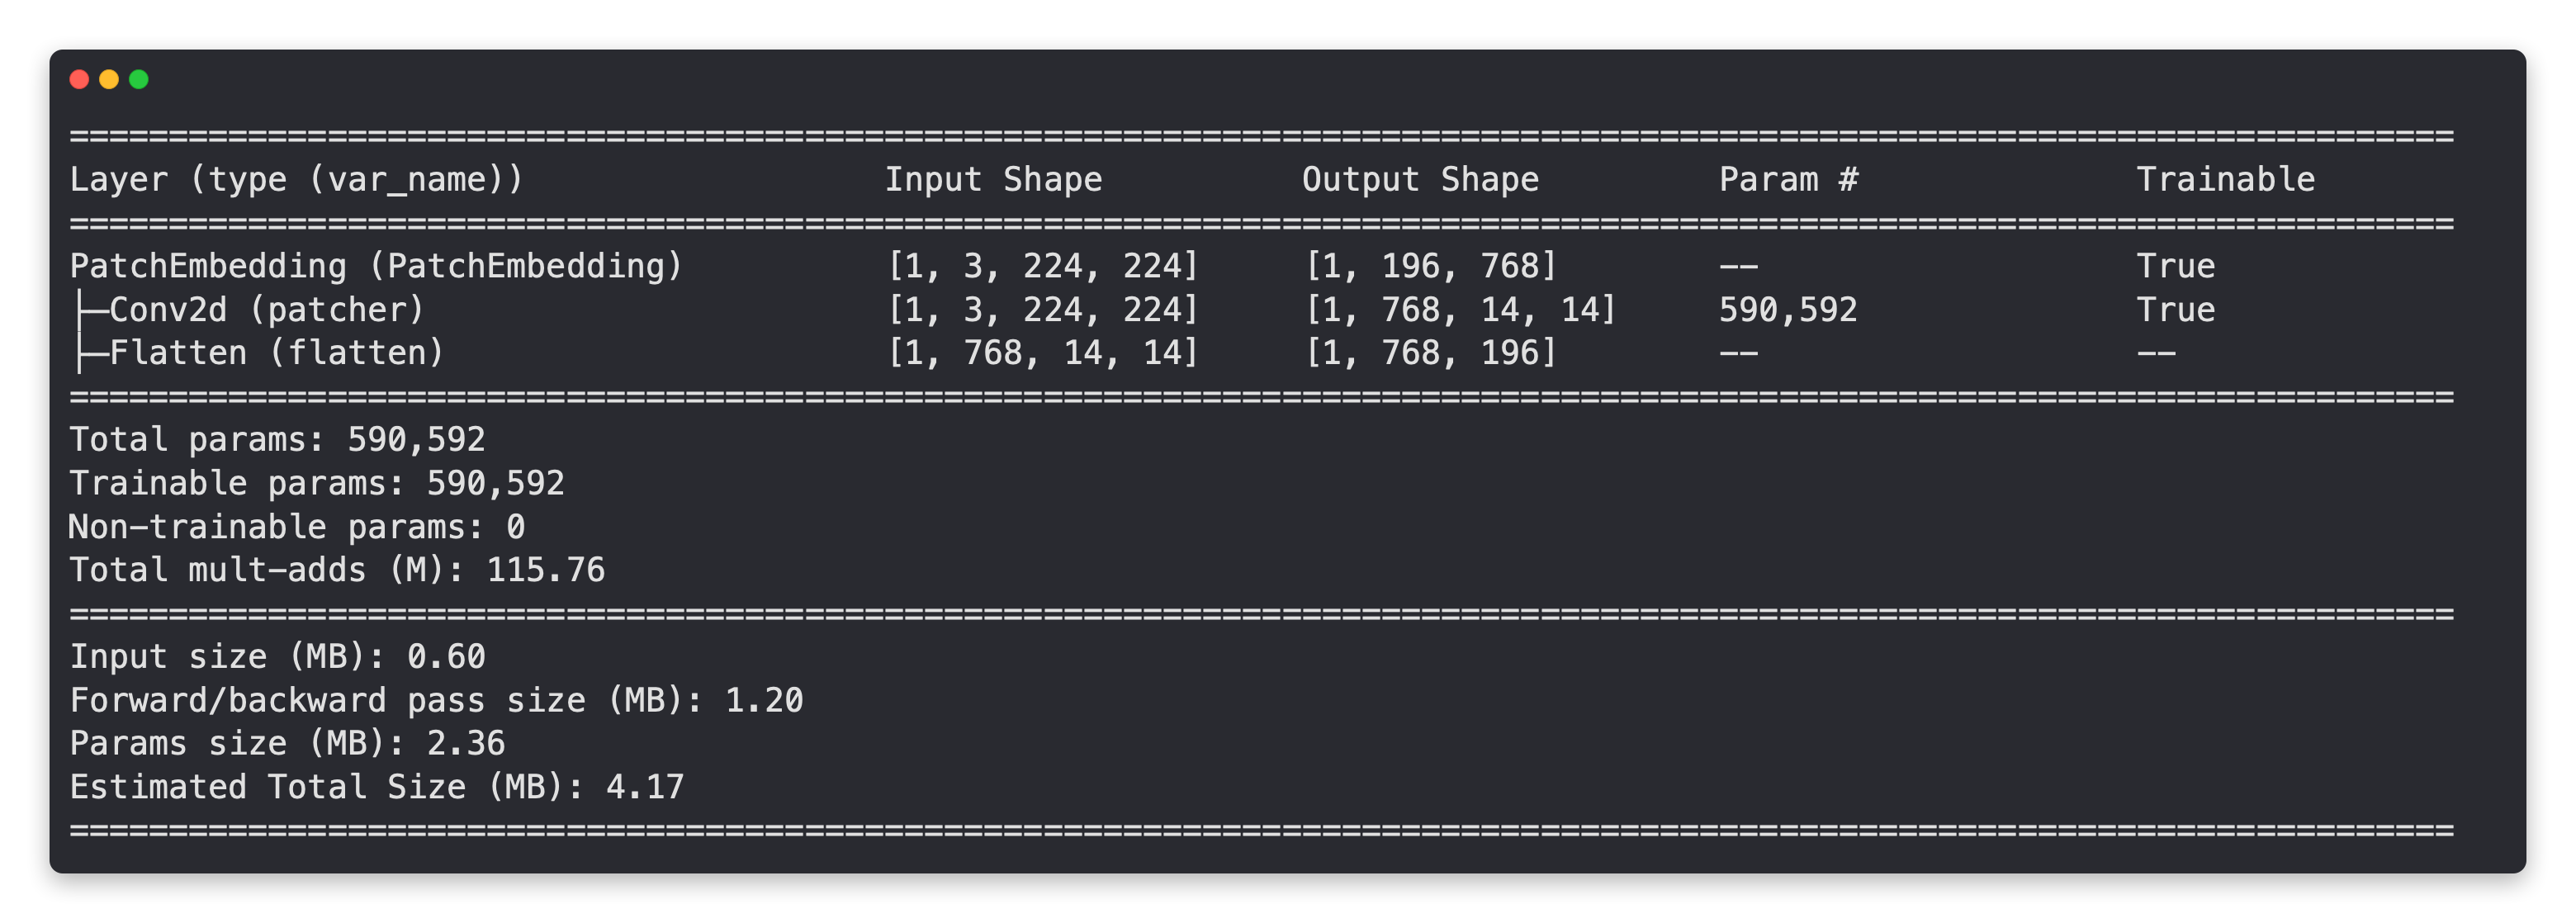 ========================================================================================================================
Layer (type (var_name))                  Input Shape          Output Shape         Param #              Trainable
========================================================================================================================
PatchEmbedding (PatchEmbedding)          [1, 3, 224, 224]     [1, 196, 768]        --                   True
├─Conv2d (patcher)                       [1, 3, 224, 224]     [1, 768, 14, 14]     590,592              True
├─Flatten (flatten)                      [1, 768, 14, 14]     [1, 768, 196]        --                   --
========================================================================================================================
Total params: 590,592
Trainable params: 590,592
Non-trainable params: 0
Total mult-adds (M): 115.76
========================================================================================================================
Input size (MB): 0.60
Forward/backward pass size (MB): 1.20
Params size (MB): 2.36
Estimated Total Size (MB): 4.17
========================================================================================================================